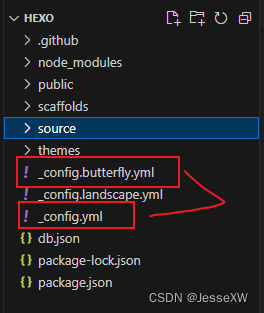 HEXO
.github
node_modules
public
scaffolds
source
themes
! _config.butterfly.yml
! _config.landscape.yml
! _config.yml
{} db.json
{} package-lock.json
{} package.json
CSDN @JesseXW